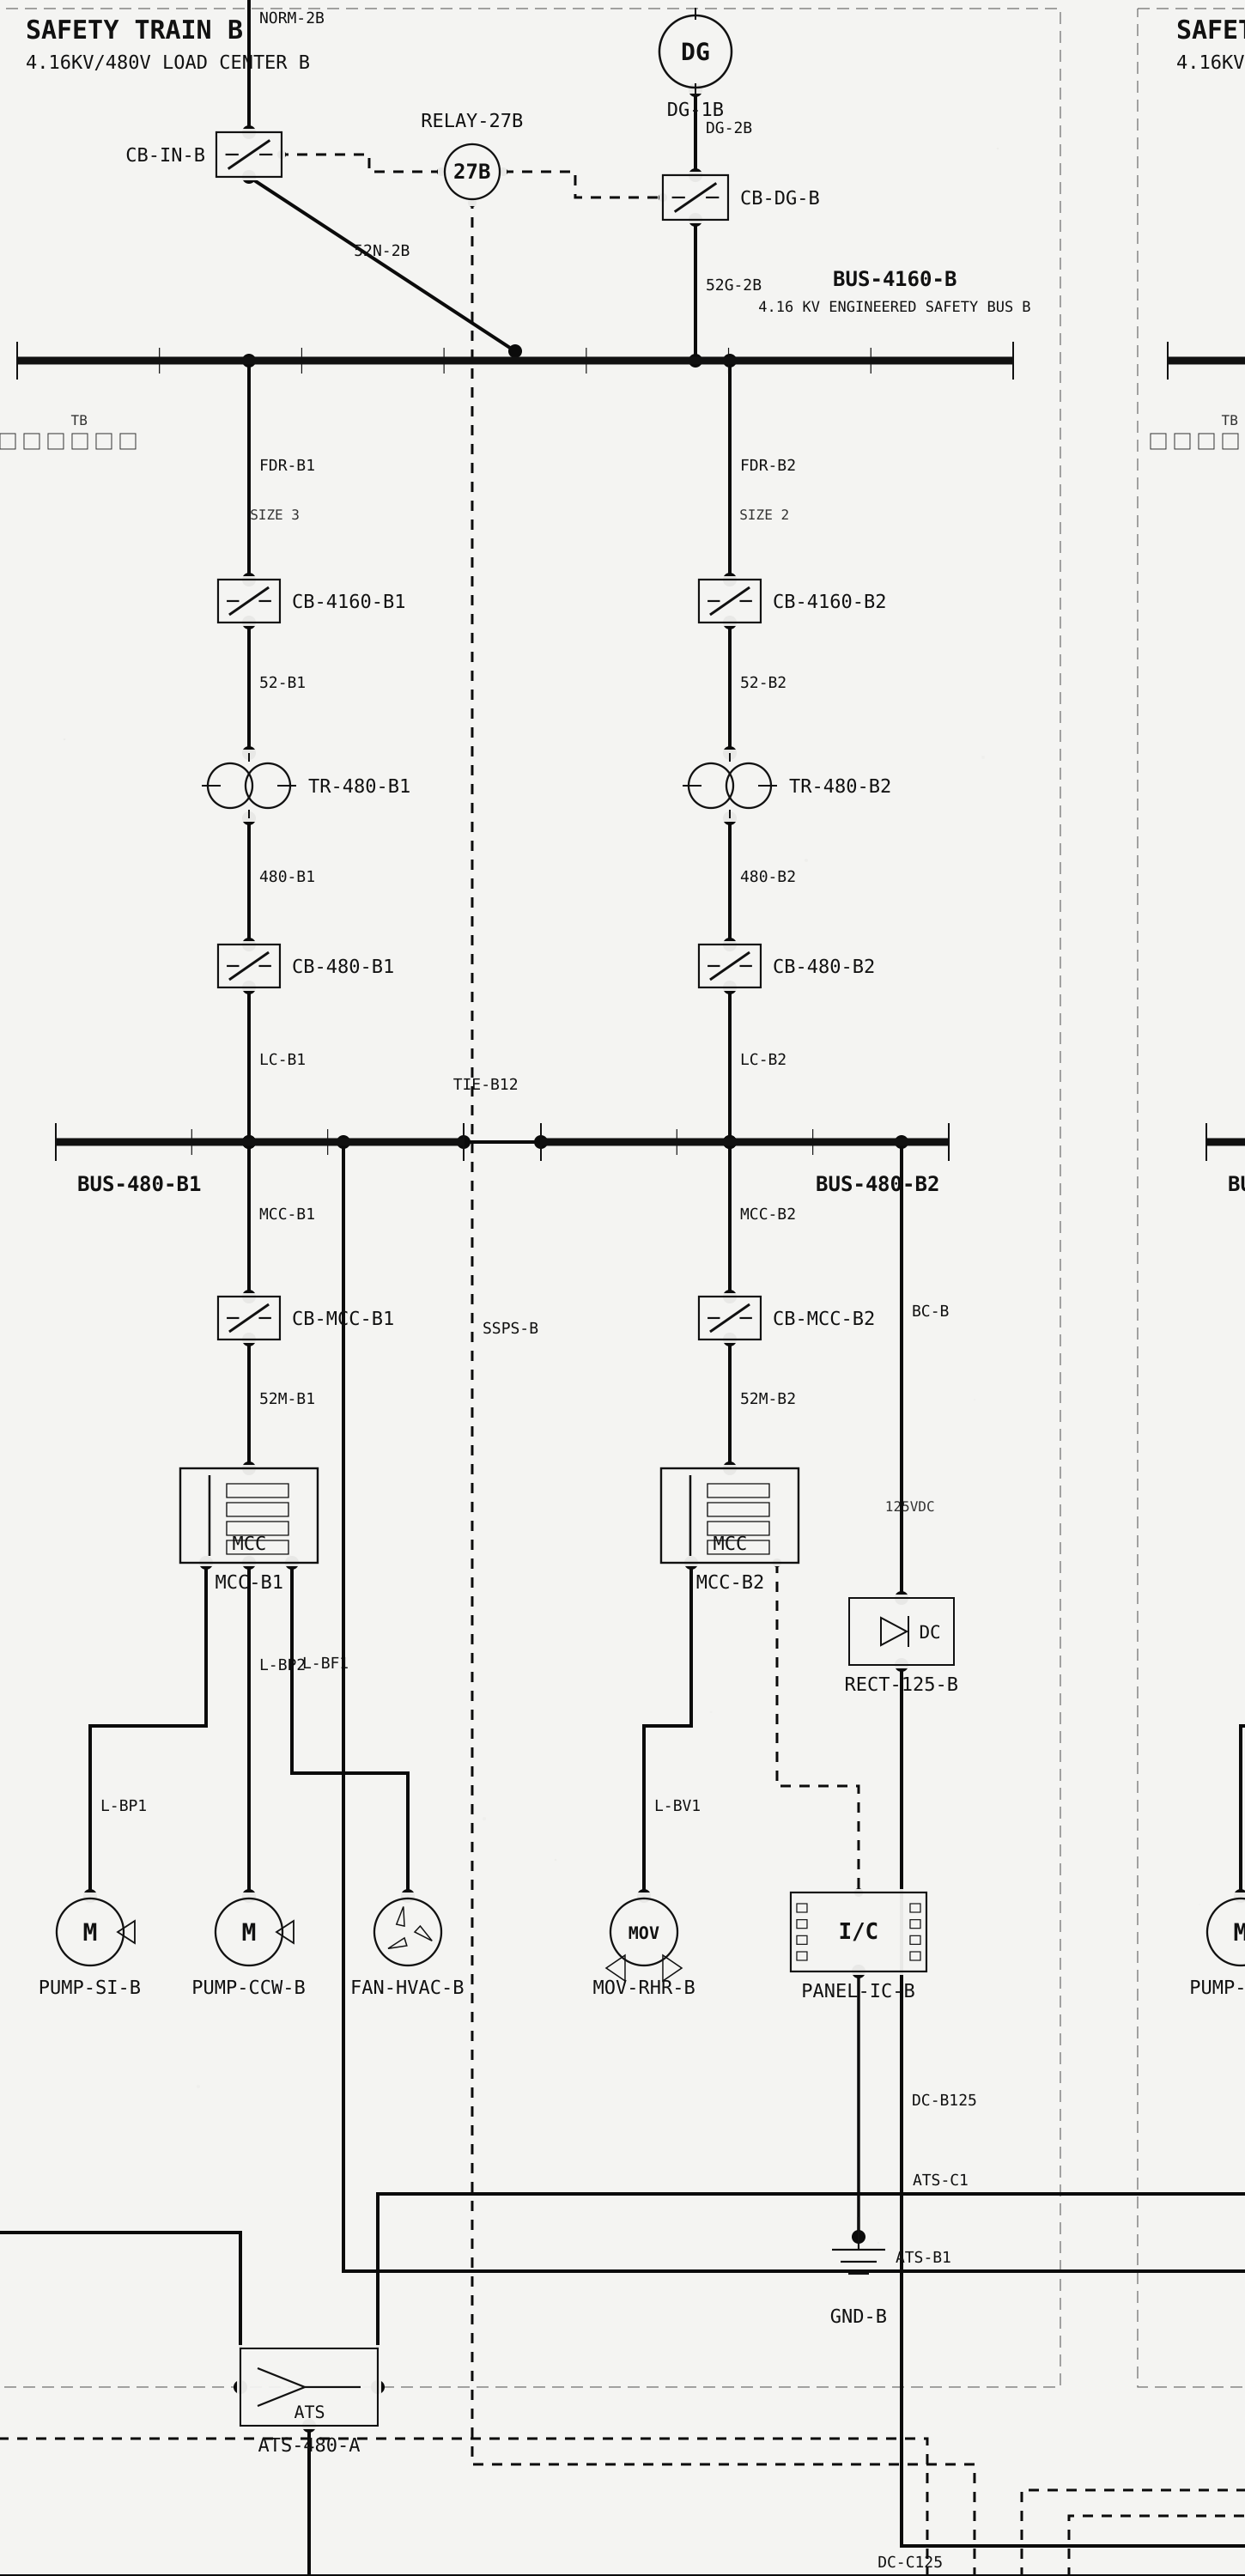 NORM-2B
SAFETY TRAIN B
SAFET
4.16KV/480V LOAD CENTER B
4.16KV
DG
DG-1B
RELAY-27B
DG-2B
CB-IN-B
27B
CB-DG-B
52N-2B
BUS-4160-B
52G-2B
4.16 KV ENGINEERED SAFETY BUS B
TB
TB
FDR-B1
FDR-B2
SIZE 3
SIZE 2
CB-4160-B1
CB-4160-B2
52-B1
52-B2
TR-480-B1
TR-480-B2
480-B1
480-B2
CB-480-B1
CB-480-B2
LC-B1
LC-B2
TIE-B12
BUS-480-B1
BUS-480-B2
BU
MCC-B1
MCC-B2
BC-B
CB-MCC-B1
CB-MCC-B2
SSPS-B
52M-B1
52M-B2
125VDC
MCC
MCC
MCC-B1
MCC-B2
DC
L-BP2
L-BF1
RECT-125-B
L-BP1
L-BV1
M
M
MOV
I/C
M
PUMP-SI-B
PUMP-CCW-B
FAN-HVAC-B
MOV-RHR-B
PANEL-IC-B
PUMP-
DC-B125
ATS-C1
ATS-B1
GND-B
ATS
ATS-480-A
DC-C125